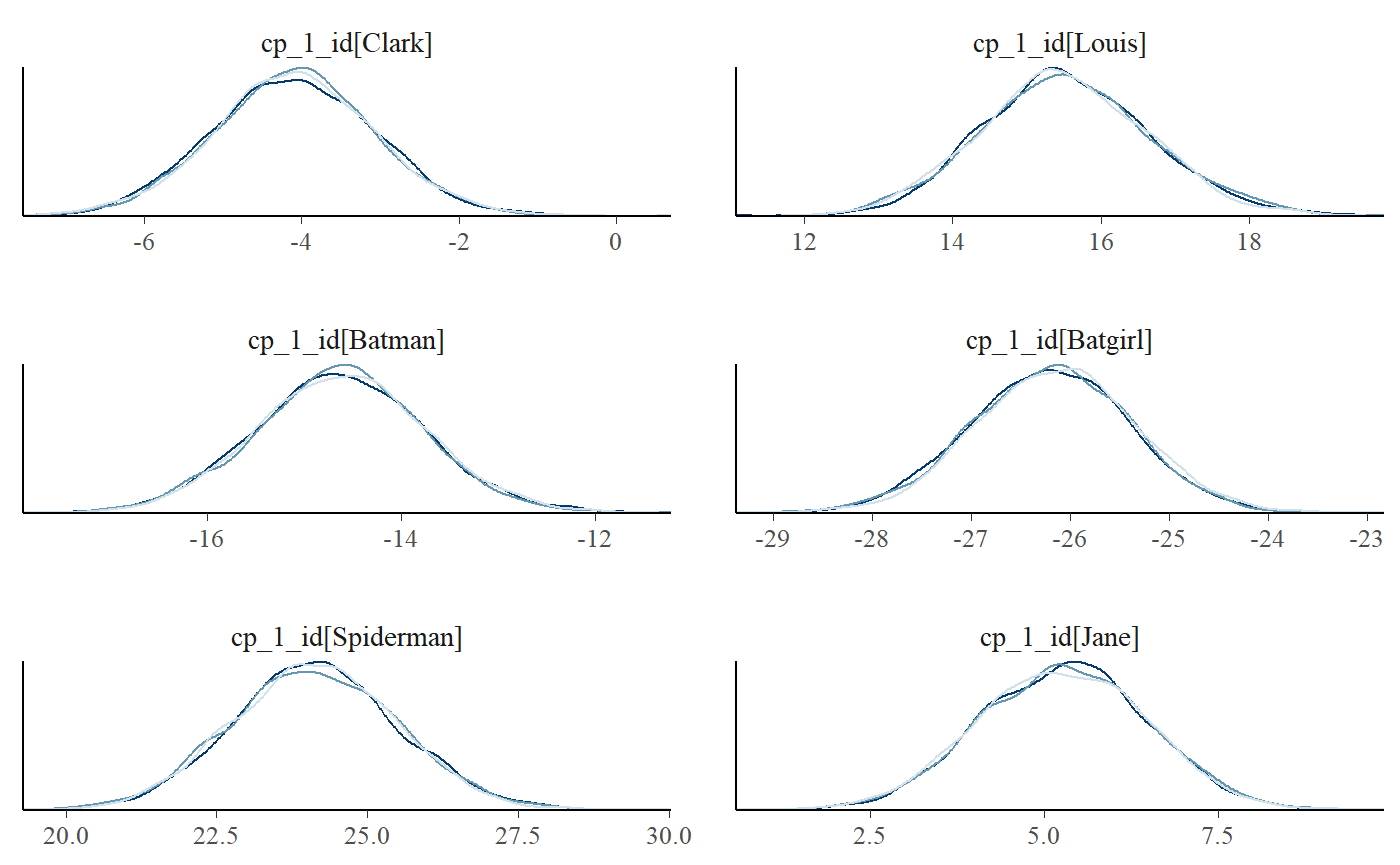 cp_1_id[Clark]
cp_1_id[Louis]
-6 -4 -2 0
12 14 16 18
cp_1_id[Batman]
cp_1_id[Batgirl]
-16 -14 -12
-29 -28 -27 -26 -25 -24 -23
cp_1_id[Spiderman]
cp_1_id[Jane]
20.0 22.5 25.0 27.5 30.0
2.5 5.0 7.5